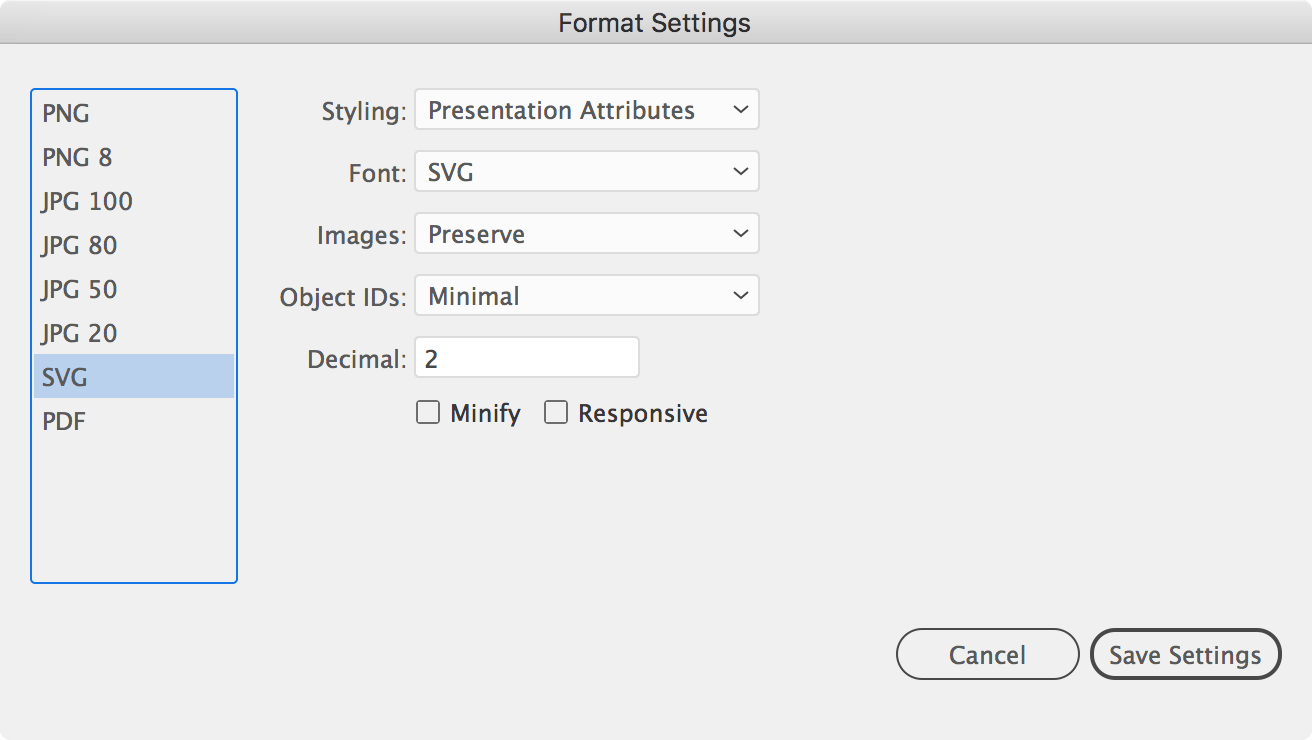 Format Settings
PNG
PNG 8
JPG 100
JPG 80
JPG 50
JPG 20
SVG
PDF
Styling: Presentation Attributes
Font: SVG
Images: Preserve
Object IDs: Minimal
Decimal: 2
Minify Responsive
Cancel Save Settings